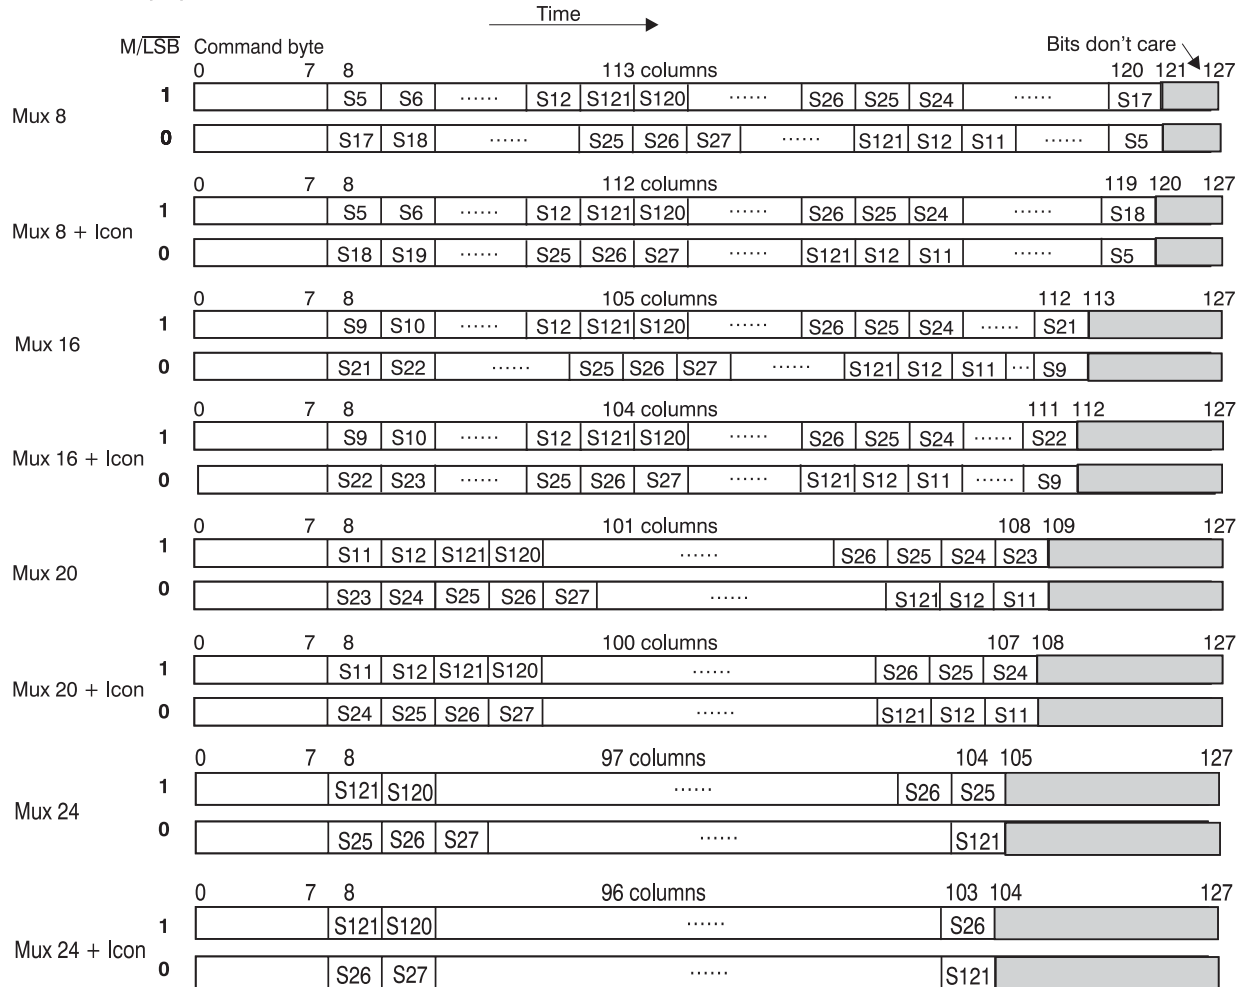 Time
M/LSB Command byte Bits don't care
0 7 8 113 columns 120 121 127
Mux 8
1 S5 S6 ...... S12 S121 S120 ...... S26 S25 S24 ...... S17
0 S17 S18 ...... S25 S26 S27 ...... S121 S12 S11 ...... S5
0 7 8 112 columns 119 120 127
Mux 8 + Icon
1 S5 S6 ...... S12 S121 S120 ...... S26 S25 S24 ...... S18
0 S18 S19 ...... S25 S26 S27 ...... S121 S12 S11 ...... S5
0 7 8 105 columns 112 113 127
Mux 16
1 S9 S10 ...... S12 S121 S120 ...... S26 S25 S24 ...... S21
0 S21 S22 ...... S25 S26 S27 ...... S121 S12 S11 ... S9
0 7 8 104 columns 111 112 127
Mux 16 + Icon
1 S9 S10 ...... S12 S121 S120 ...... S26 S25 S24 ...... S22
0 S22 S23 ...... S25 S26 S27 ...... S121 S12 S11 ...... S9
0 7 8 101 columns 108 109 127
Mux 20
1 S11 S12 S121 S120 ...... S26 S25 S24 S23
0 S23 S24 S25 S26 S27 ...... S121 S12 S11
0 7 8 100 columns 107 108 127
Mux 20 + Icon
1 S11 S12 S121 S120 ...... S26 S25 S24
0 S24 S25 S26 S27 ...... S121 S12 S11
0 7 8 97 columns 104 105 127
Mux 24
1 S121 S120 ...... S26 S25
0 S25 S26 S27 ...... S121
0 7 8 96 columns 103 104 127
Mux 24 + Icon
1 S121 S120 ...... S26
0 S26 S27 ...... S121